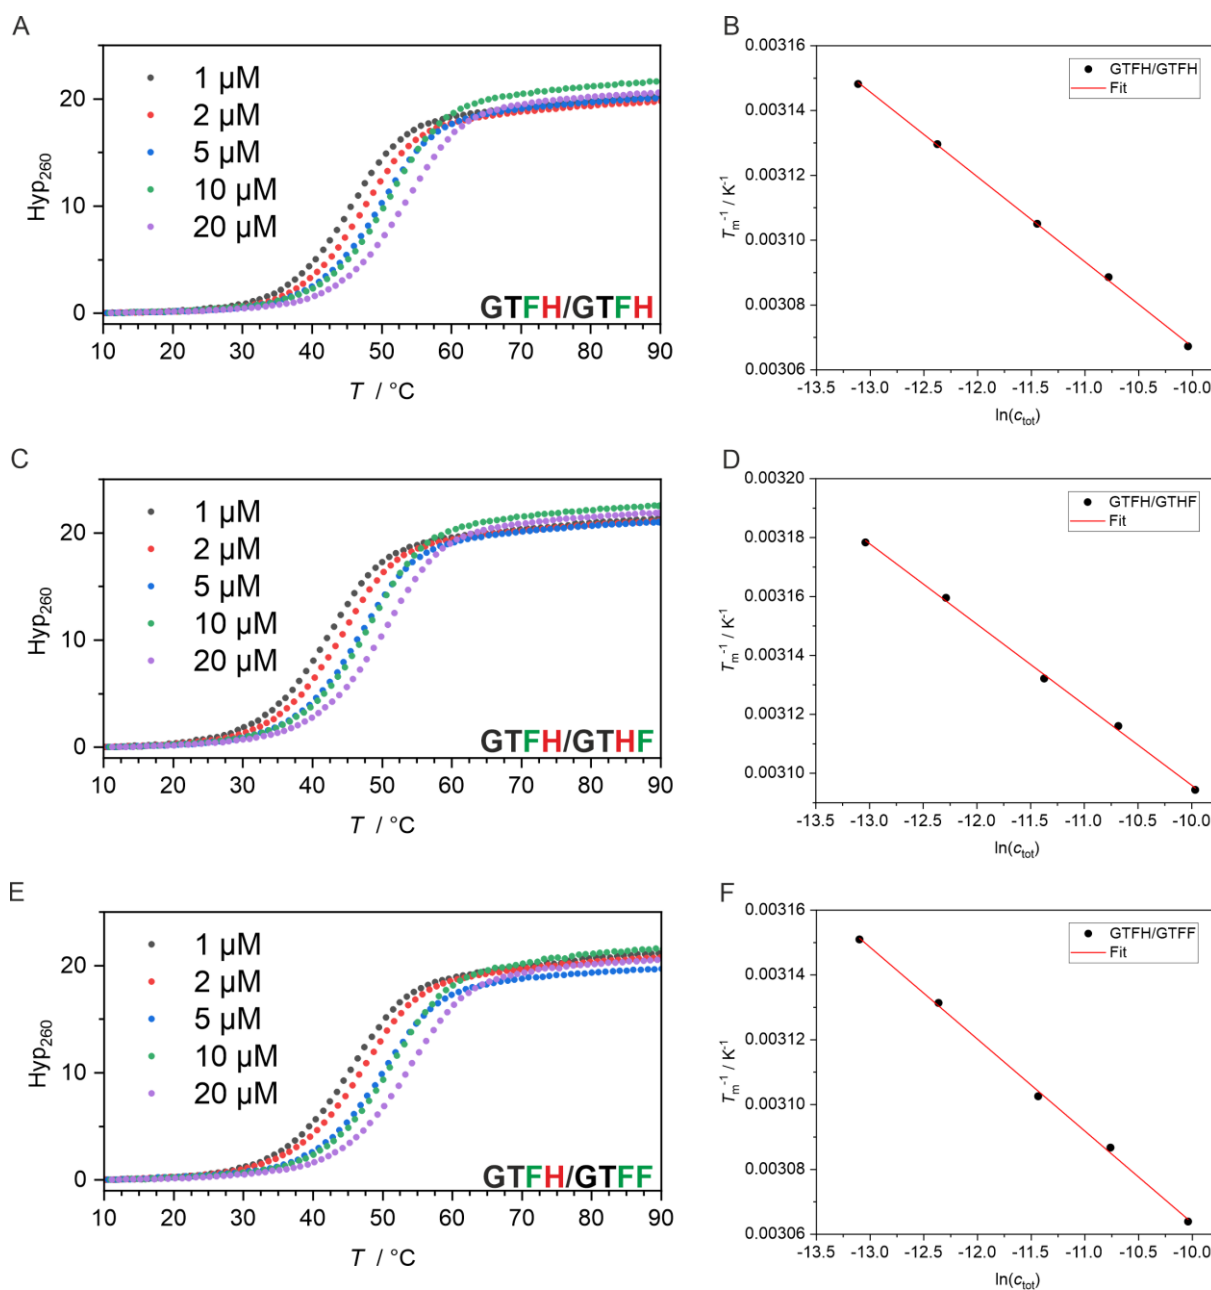 A
Hyp260
20
10
0
1 µM
2 µM
5 µM
10 µM
20 µM
GTFH/GTFH
10 20 30 40 50 60 70 80 90
T / °C
B
Tm-1 / K-1
0.00316
0.00314
0.00312
0.00310
0.00308
0.00306
GTFH/GTFH
Fit
-13.5 -13.0 -12.5 -12.0 -11.5 -11.0 -10.5 -10.0
ln(ctot)
C
Hyp260
20
10
0
1 µM
2 µM
5 µM
10 µM
20 µM
GTFH/GTHF
10 20 30 40 50 60 70 80 90
T / °C
D
Tm-1 / K-1
0.00320
0.00318
0.00316
0.00314
0.00312
0.00310
GTFH/GTHF
Fit
-13.5 -13.0 -12.5 -12.0 -11.5 -11.0 -10.5 -10.0
ln(ctot)
E
Hyp260
20
10
0
1 µM
2 µM
5 µM
10 µM
20 µM
GTFH/GTFF
10 20 30 40 50 60 70 80 90
T / °C
F
Tm-1 / K-1
0.00316
0.00314
0.00312
0.00310
0.00308
0.00306
GTFH/GTFF
Fit
-13.5 -13.0 -12.5 -12.0 -11.5 -11.0 -10.5 -10.0
ln(ctot)